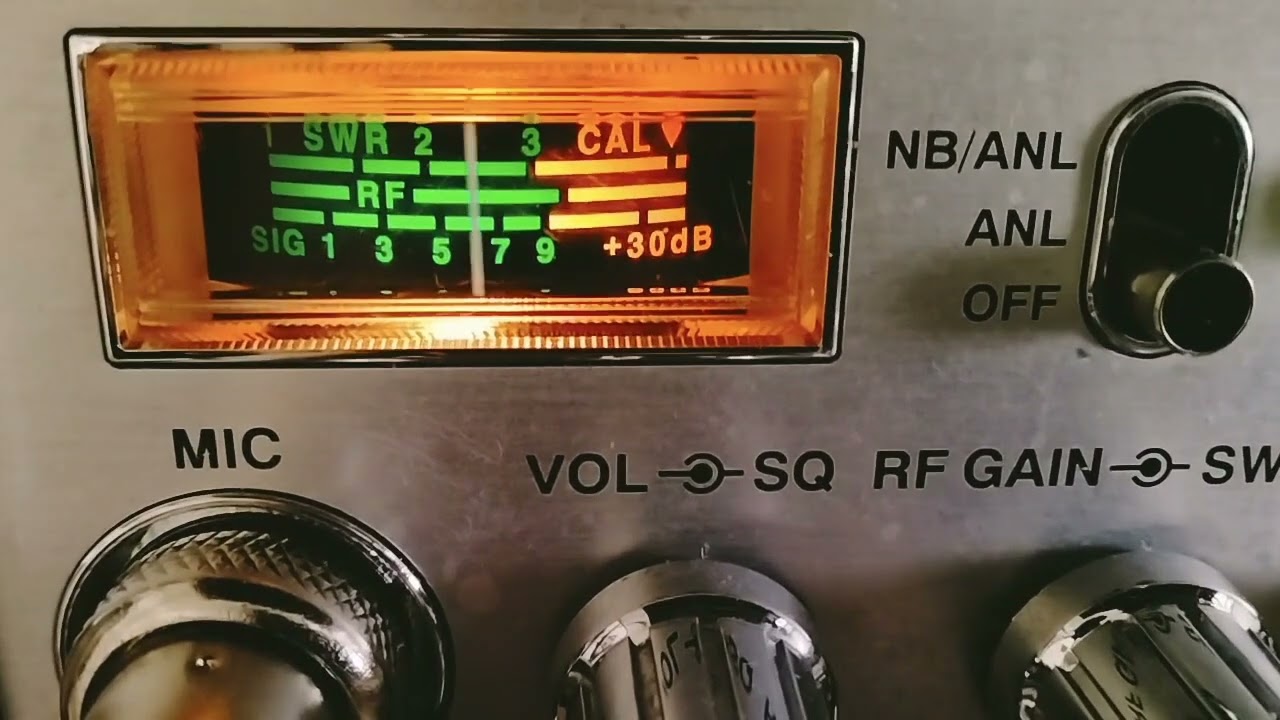 1 SWR 2 3 CAL
RF
SIG 1 3 5 7 9 +30dB
NB/ANL
ANL
OFF
MIC
VOL SQ
RF GAIN SW